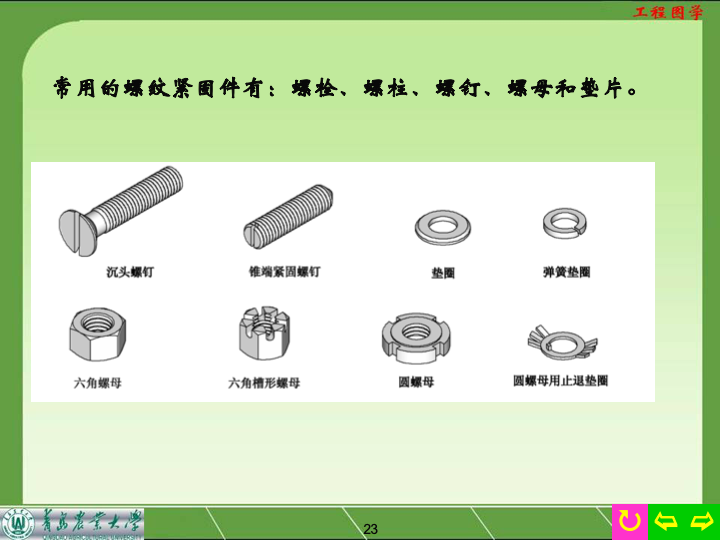 工程图学
常用的螺纹紧固件有：螺栓、螺柱、螺钉、螺母和垫片。
沉头螺钉
锥端紧固螺钉
垫圈
弹簧垫圈
六角螺母
六角槽形螺母
圆螺母
圆螺母用止退垫圈
青岛农业大学
QINGDAO AGRICULTURAL UNIVERSITY
23